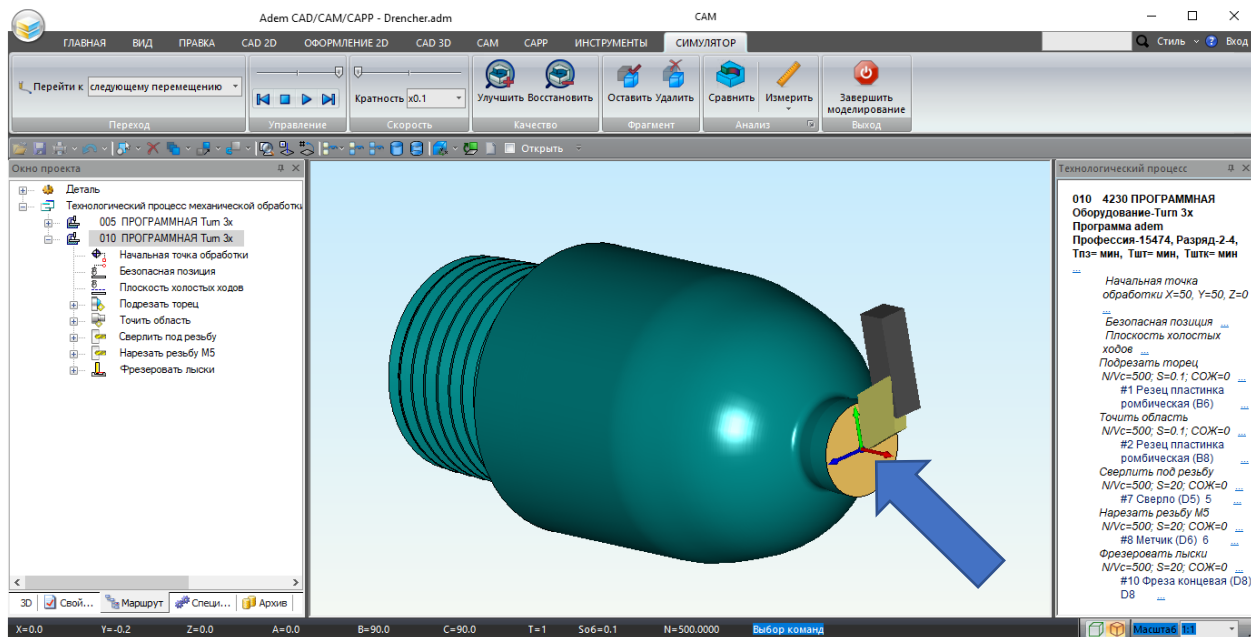 Adem CAD/CAM/CAPP - Drencher.adm
CAM
ГЛАВНАЯ ВИД ПРАВКА CAD 2D ОФОРМЛЕНИЕ 2D CAD 3D CAM CAPP ИНСТРУМЕНТЫ СИМУЛЯТОР
Стиль
Вход
Перейти к следующему перемещению
Кратность x0.1
Улучшить Восстановить
Оставить Удалить
Сравнить Измерить
Завершить
моделирование
Переход Управление Скорость Качество Фрагмент Анализ Выход
Открыть
Окно проекта
Деталь
Технологический процесс механической обработки
005 ПРОГРАММНАЯ Turn 3x
010 ПРОГРАММНАЯ Turn 3x
Начальная точка обработки
Безопасная позиция
Плоскость холостых ходов
Подрезать торец
Точить область
Сверлить под резьбу
Нарезать резьбу M5
Фрезеровать лыски
3D Свой... Маршрут Специ... Архив
Технологический процесс
010 4230 ПРОГРАММНАЯ
Оборудование-Turn 3x
Программа adem
Профессия-15474, Разряд-2-4,
Тпз= мин, Тшт= мин, Тштк= мин
...
Начальная точка
обработки X=50, Y=50, Z=0
...
Безопасная позиция ...
Плоскость холостых
ходов ...
Подрезать торец
N/Vc=500; S=0.1; СОЖ=0 ...
#1 Резец пластинка
ромбическая (B6) ...
Точить область
N/Vc=500; S=0.1; СОЖ=0 ...
#2 Резец пластинка
ромбическая (B8) ...
Сверлить под резьбу
N/Vc=500; S=20; СОЖ=0 ...
#7 Сверло (D5) 5 ...
Нарезать резьбу M5
N/Vc=500; S=20; СОЖ=0 ...
#8 Метчик (D6) 6 ...
Фрезеровать лыски
N/Vc=500; S=20; СОЖ=0 ...
#10 Фреза концевая (D8)
D8 ...
X=0.0 Y=-0.2 Z=0.0 A=0.0 B=90.0 C=90.0 T=1 So6=0.1 N=500.0000 Выбор команд
Масштаб 1:1